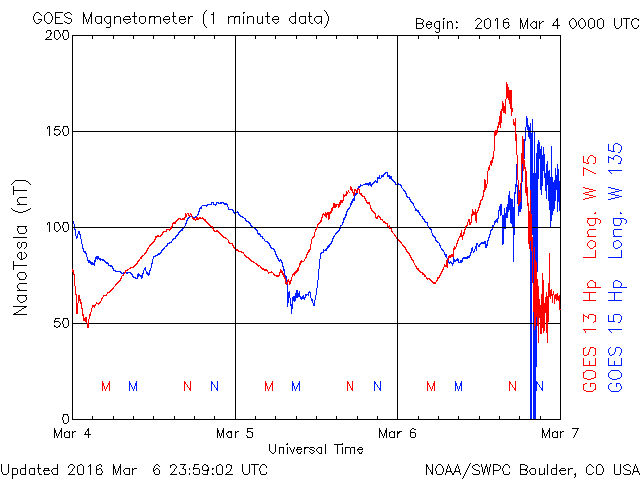 GOES Magnetometer (1 minute data)
Begin: 2016 Mar 4 0000 UTC
200
150
100
50
0
NanoTesla (nT)
M M N N M M N N M M N N
Mar 4 Mar 5 Mar 6 Mar 7
Universal Time
GOES 13 Hp Long. W 75
GOES 15 Hp Long. W 135
Updated 2016 Mar 6 23:59:02 UTC
NOAA/SWPC Boulder, CO USA